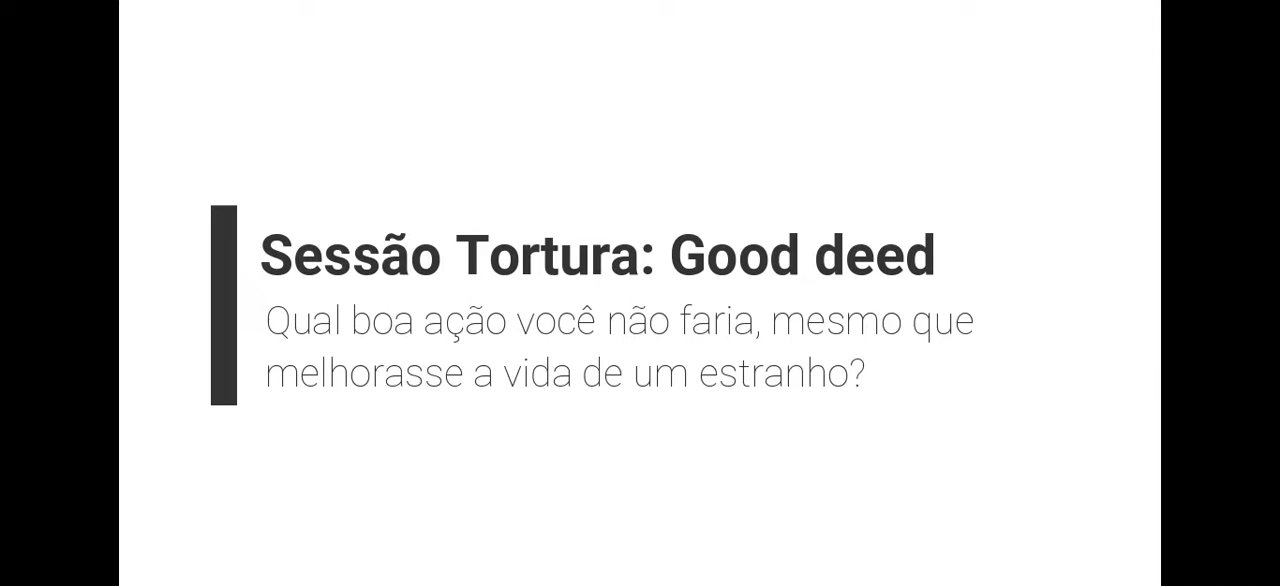 Sessão Tortura: Good deed
Qual boa ação você não faria, mesmo que
melhorasse a vida de um estranho?